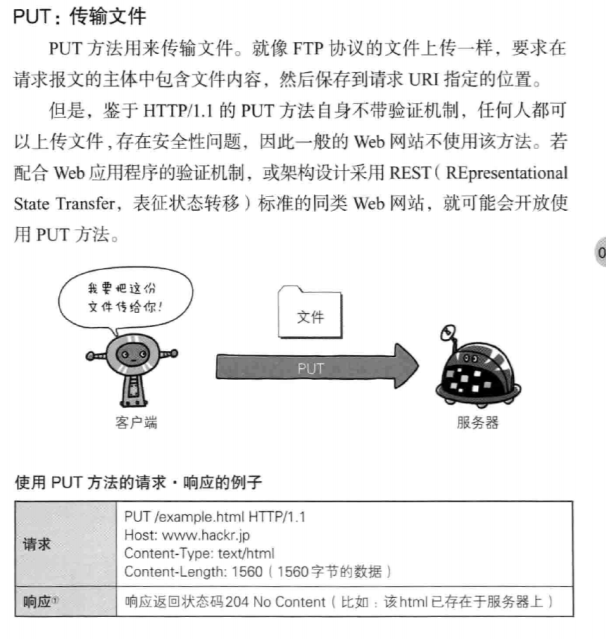 PUT：传输文件
PUT 方法用来传输文件。就像 FTP 协议的文件上传一样，要求在
请求报文的主体中包含文件内容，然后保存到请求 URI 指定的位置。
但是，鉴于 HTTP/1.1 的 PUT 方法自身不带验证机制，任何人都可
以上传文件，存在安全性问题，因此一般的 Web 网站不使用该方法。若
配合 Web 应用程序的验证机制，或架构设计采用 REST（REpresentational
State Transfer，表征状态转移）标准的同类 Web 网站，就可能会开放使
用 PUT 方法。
0
我要把这份
文件传给你！
文件
PUT
客户端
服务器
使用 PUT 方法的请求・响应的例子
请求
PUT /example.html HTTP/1.1
Host: www.hackr.jp
Content-Type: text/html
Content-Length: 1560（1560字节的数据）
响应①
响应返回状态码204 No Content（比如：该html已存在于服务器上）